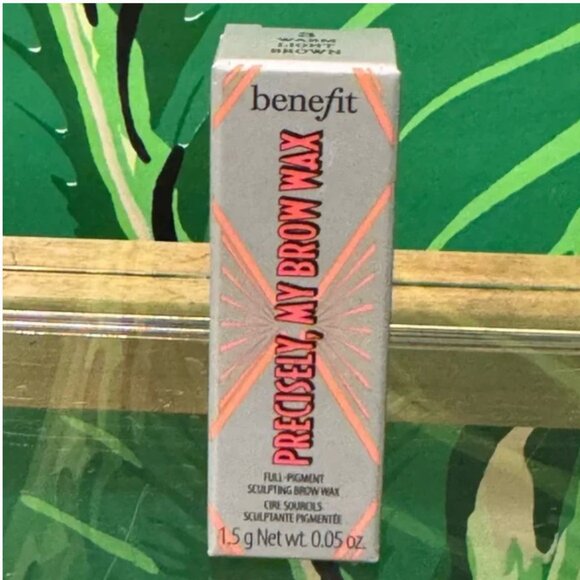 3
WARM
LIGHT
BROWN
benefit
PRECISELY, MY BROW WAX
FULL-PIGMENT
SCULPTING BROW WAX
CIRE SOURCILS
SCULPTANTE PIGMENTÉE
1.5 g Net wt. 0.05 oz.